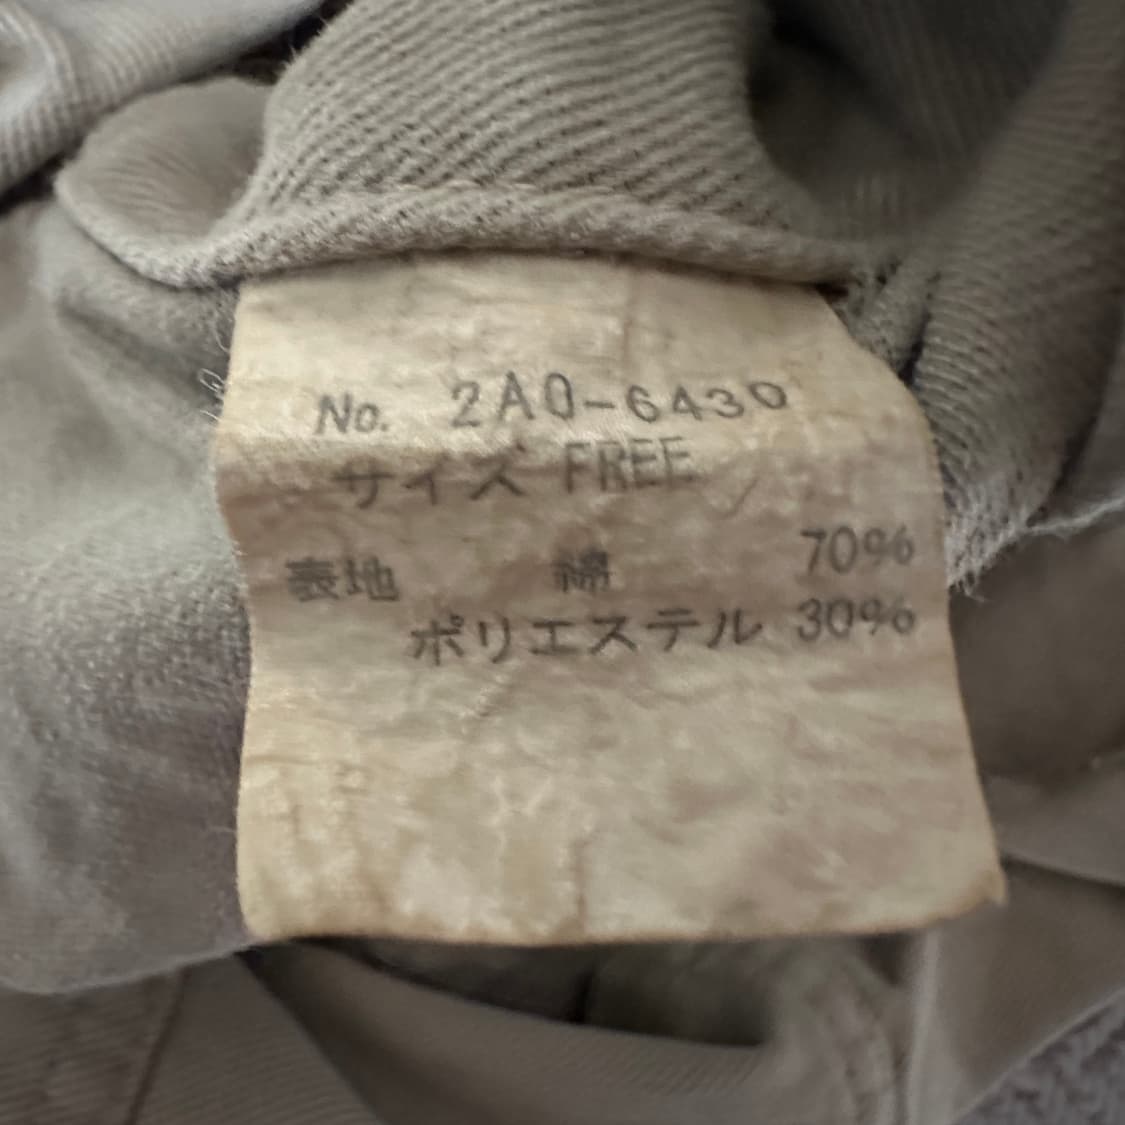 No. 2A0-6430
サイズ FREE
表地 綿 70%
ポリエステル 30%